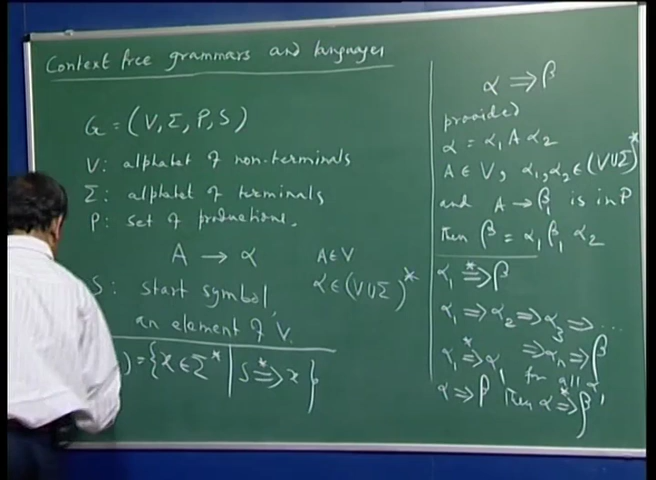 Context free grammars and languages
G = (V, Σ, P, S)
V: alphabet of non-terminals
Σ: alphabet of terminals
P: set of productions.
A → α A ∈ V
α ∈ (V ∪ Σ)*
S: start symbol,
an element of V.
) = {x ∈ Σ* | S ⇒* x}
α ⇒ β
provided
α = α₁ A α₂
A ∈ V, α₁, α₂ ∈ (V ∪ Σ)*
and A → β₁ is in P
Then β = α₁ β₁ α₂
α₁ ⇒* β
α₁ ⇒ α₂ ⇒ α₃ ⇒ ...
⇒ αₙ ⇒ β
α₁ ⇒* α₁ for all α₁
α ⇒ β Then α ⇒* β